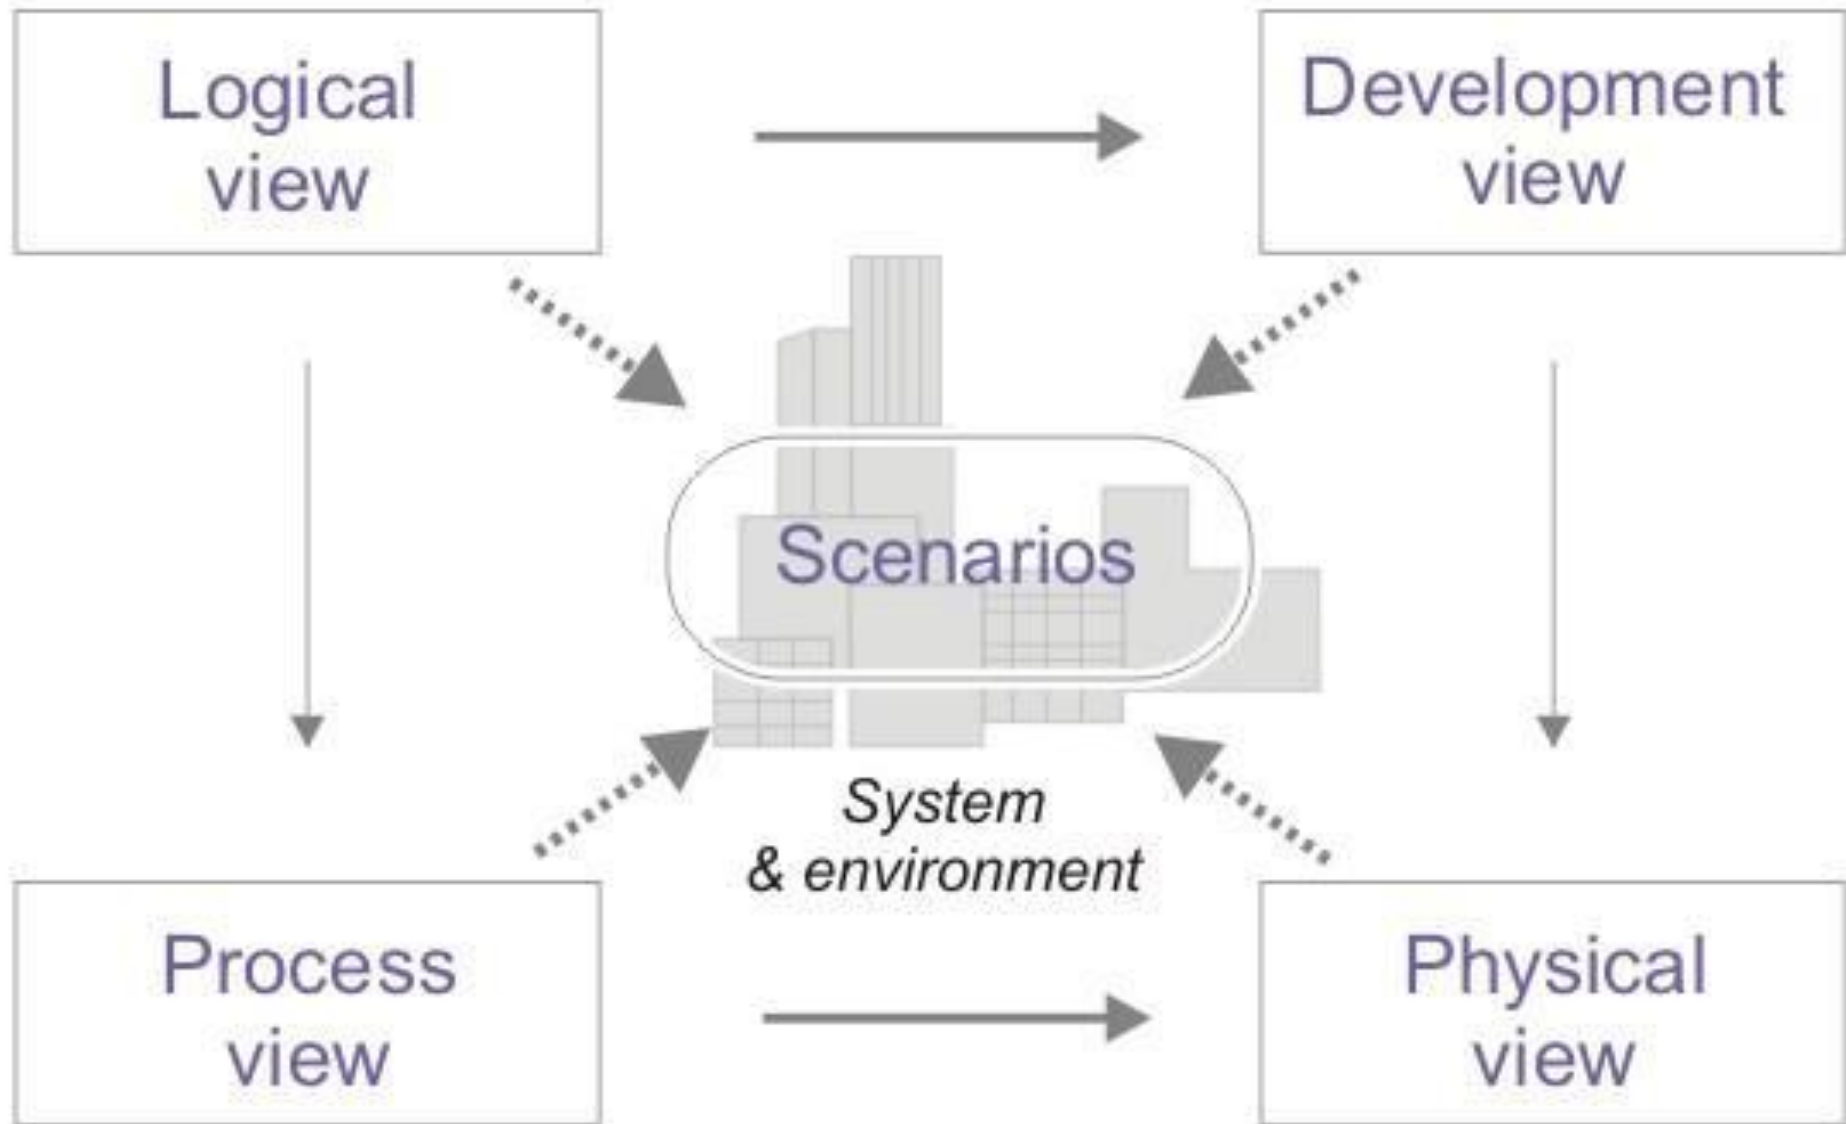 Logical
view
Development
view
Scenarios
System
& environment
Process
view
Physical
view